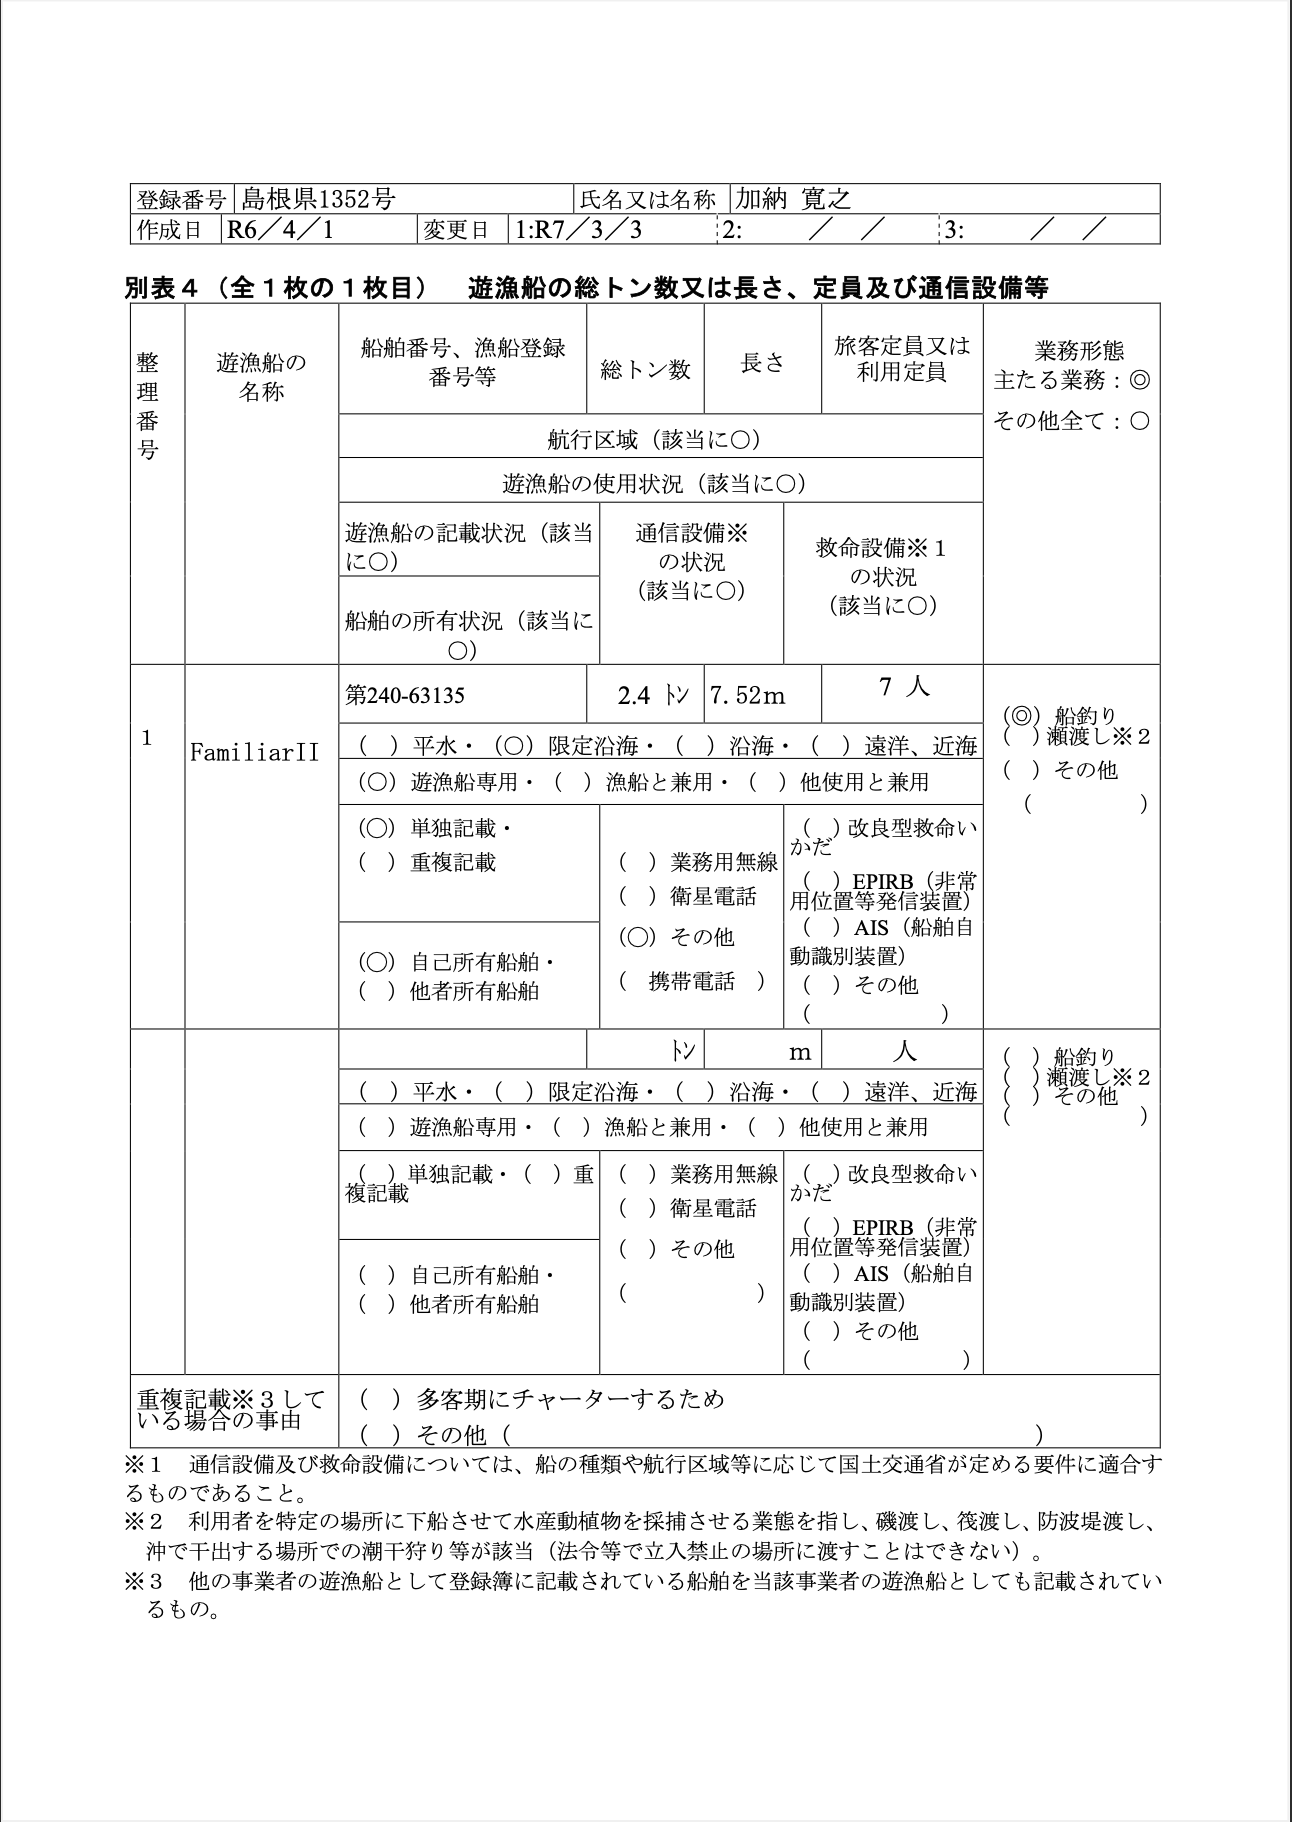 登録番号 島根県1352号 氏名又は名称 加納 寛之
作成日 R6／4／1 変更日 1:R7／3／3 2: ／ ／ 3: ／ ／
別表４（全１枚の１枚目） 遊漁船の総トン数又は長さ、定員及び通信設備等
整理番号
遊漁船の
名称
船舶番号、漁船登録
番号等
総トン数
長さ
旅客定員又は
利用定員
業務形態
主たる業務：◎
その他全て：〇
航行区域（該当に〇）
遊漁船の使用状況（該当に〇）
遊漁船の記載状況（該当
に〇）
船舶の所有状況（該当に
〇）
通信設備※
の状況
（該当に〇）
救命設備※１
の状況
（該当に〇）
1
FamiliarII
第240-63135
2.4 ㌧
7.52m
7 人
（ ）平水・（〇）限定沿海・（ ）沿海・（ ）遠洋、近海
（〇）遊漁船専用・（ ）漁船と兼用・（ ）他使用と兼用
（〇）単独記載・
（ ）重複記載
（〇）自己所有船舶・
（ ）他者所有船舶
（ ）業務用無線
（ ）衛星電話
（〇）その他
（ 携帯電話 ）
（ ）改良型救命い
かだ
（ ）EPIRB（非常
用位置等発信装置）
（ ）AIS（船舶自
動識別装置）
（ ）その他
（ ）
（◎）船釣り
（ ）瀬渡し※２
（ ）その他
（ ）
㌧
m
人
（ ）平水・（ ）限定沿海・（ ）沿海・（ ）遠洋、近海
（ ）遊漁船専用・（ ）漁船と兼用・（ ）他使用と兼用
（ ）単独記載・（ ）重
複記載
（ ）自己所有船舶・
（ ）他者所有船舶
（ ）業務用無線
（ ）衛星電話
（ ）その他
（ ）
（ ）改良型救命い
かだ
（ ）EPIRB（非常
用位置等発信装置）
（ ）AIS（船舶自
動識別装置）
（ ）その他
（ ）
（ ）船釣り
（ ）瀬渡し※２
（ ）その他
（ ）
重複記載※３して
いる場合の事由
（ ）多客期にチャーターするため
（ ）その他（ ）
※１ 通信設備及び救命設備については、船の種類や航行区域等に応じて国土交通省が定める要件に適合す
るものであること。
※２ 利用者を特定の場所に下船させて水産動植物を採捕させる業態を指し、磯渡し、筏渡し、防波堤渡し、
沖で干出する場所での潮干狩り等が該当（法令等で立入禁止の場所に渡すことはできない）。
※３ 他の事業者の遊漁船として登録簿に記載されている船舶を当該事業者の遊漁船としても記載されてい
るもの。